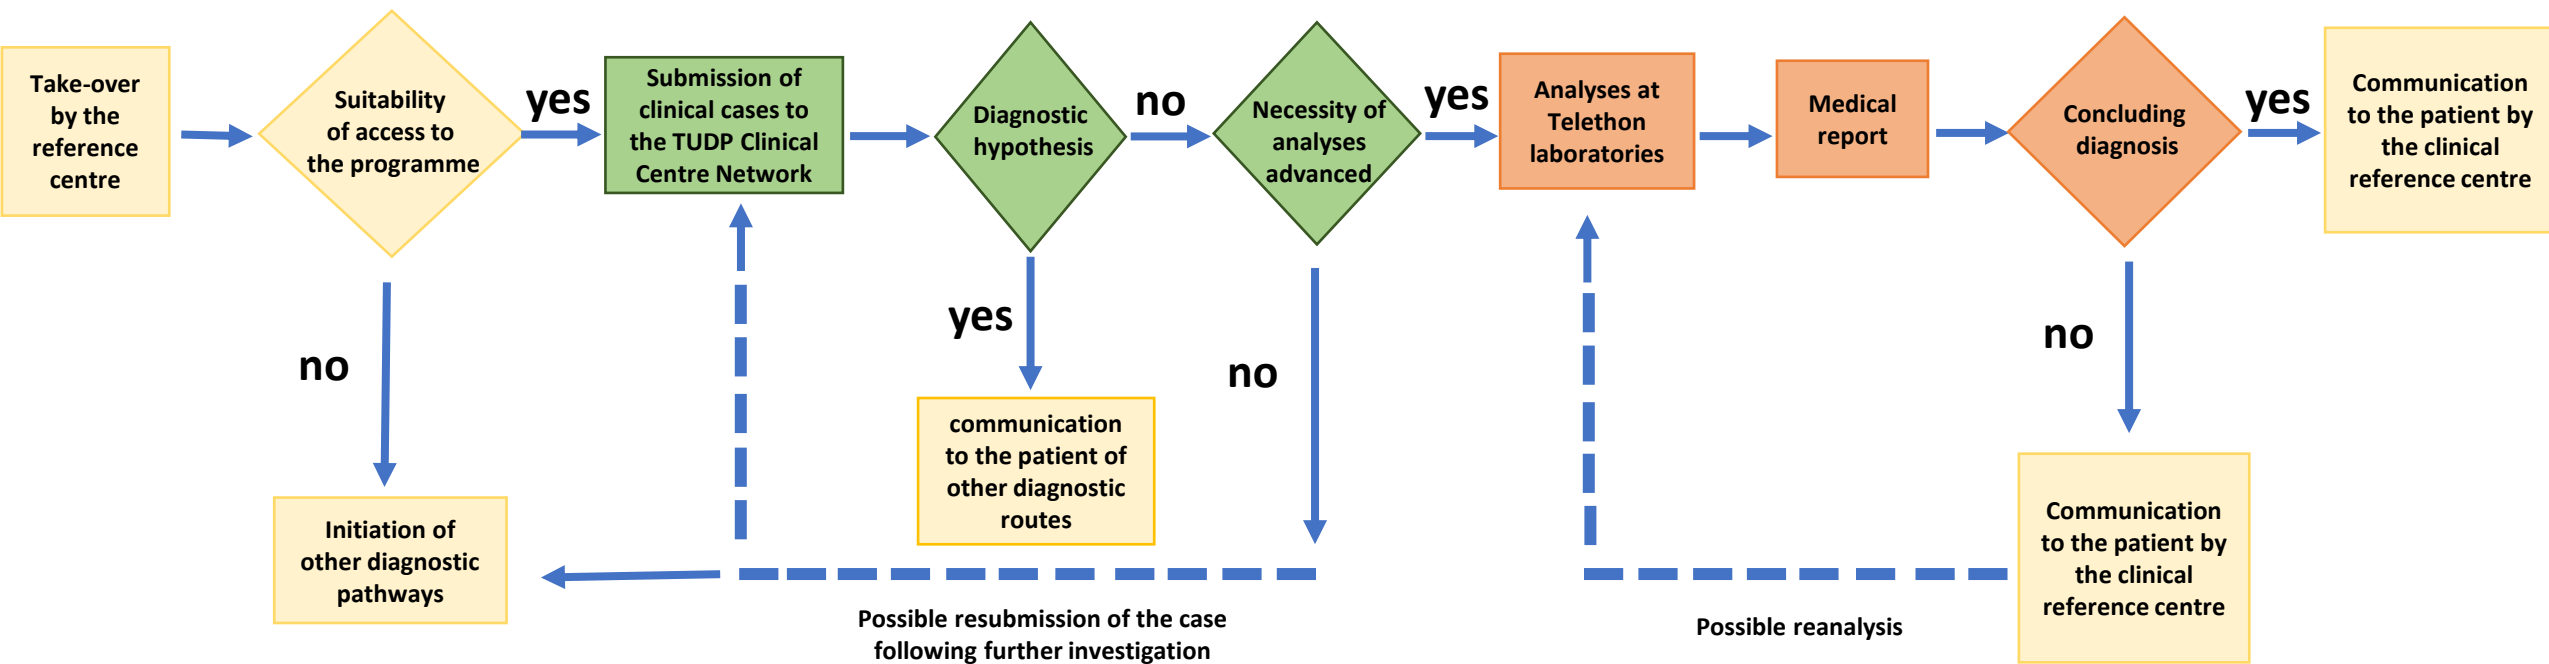 Take-over
by the
reference
centre
Suitability
of access to
the programme
yes
no
Initiation of
other diagnostic
pathways
Submission of
clinical cases to
the TUDP Clinical
Centre Network
Diagnostic
hypothesis
no
yes
communication
to the patient of
other diagnostic
routes
Necessity of
analyses
advanced
yes
no
Possible resubmission of the case
following further investigation
Analyses at
Telethon
laboratories
Medical
report
Concluding
diagnosis
yes
Communication
to the patient by
the clinical
reference centre
no
Communication
to the patient by
the clinical
reference centre
Possible reanalysis